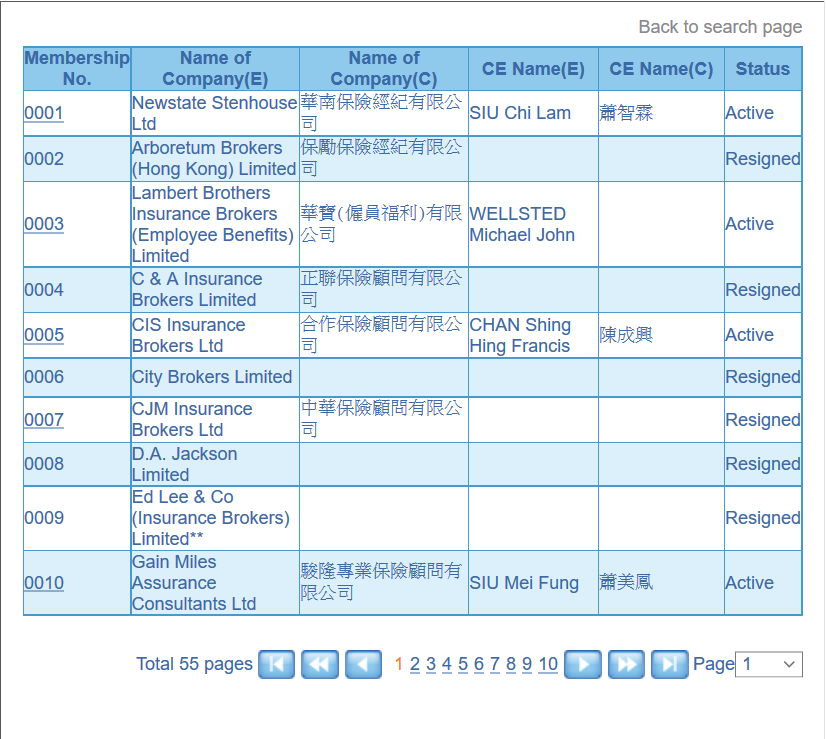 Back to search page
Membership No. Name of Company(E) Name of Company(C) CE Name(E) CE Name(C) Status
0001 Newstate Stenhouse Ltd 華南保險經紀有限公司 SIU Chi Lam 蕭智霖 Active
0002 Arboretum Brokers (Hong Kong) Limited 保勵保險經紀有限公司 Resigned
0003 Lambert Brothers Insurance Brokers (Employee Benefits) Limited 華寶(僱員福利)有限公司 WELLSTED Michael John Active
0004 C & A Insurance Brokers Limited 正聯保險顧問有限公司 Resigned
0005 CIS Insurance Brokers Ltd 合作保險顧問有限公司 CHAN Shing Hing Francis 陳成興 Active
0006 City Brokers Limited Resigned
0007 CJM Insurance Brokers Ltd 中華保險顧問有限公司 Resigned
0008 D.A. Jackson Limited Resigned
0009 Ed Lee & Co (Insurance Brokers) Limited** Resigned
0010 Gain Miles Assurance Consultants Ltd 駿隆專業保險顧問有限公司 SIU Mei Fung 蕭美鳳 Active
Total 55 pages 1 2 3 4 5 6 7 8 9 10 Page 1